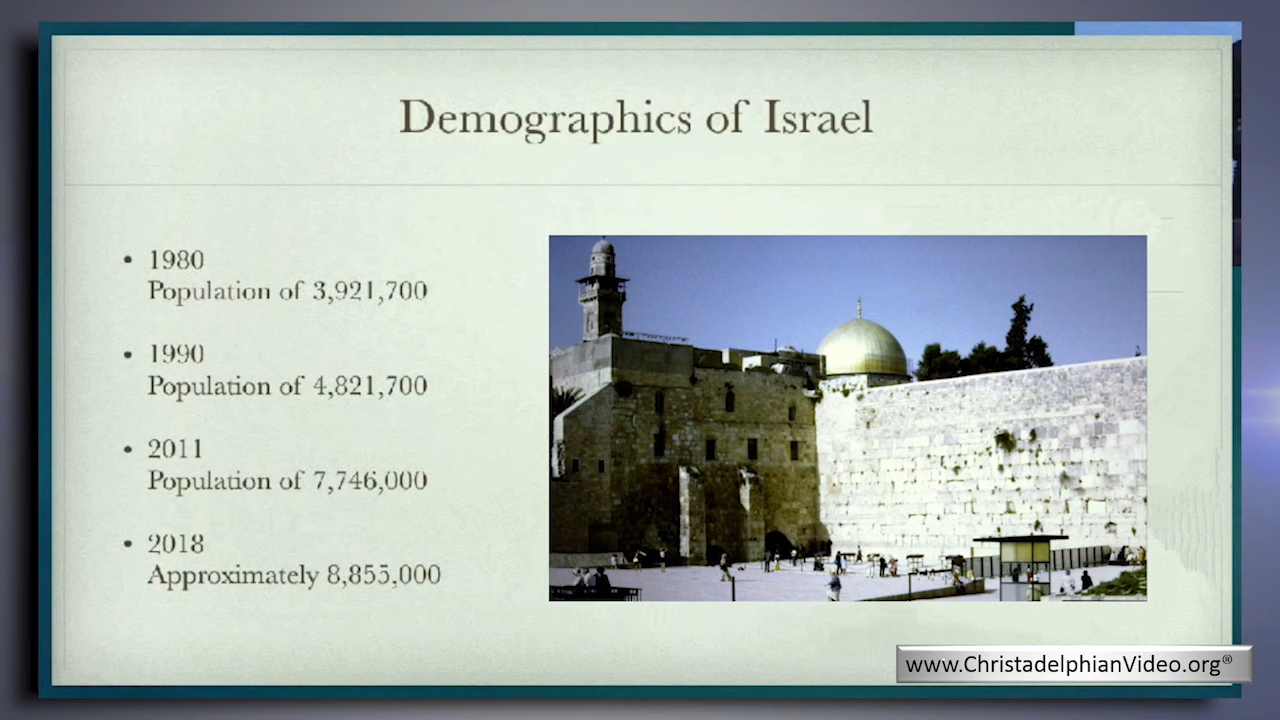 Demographics of Israel
• 1980
Population of 3,921,700
• 1990
Population of 4,821,700
• 2011
Population of 7,746,000
• 2018
Approximately 8,855,000
www.ChristadelphianVideo.org®